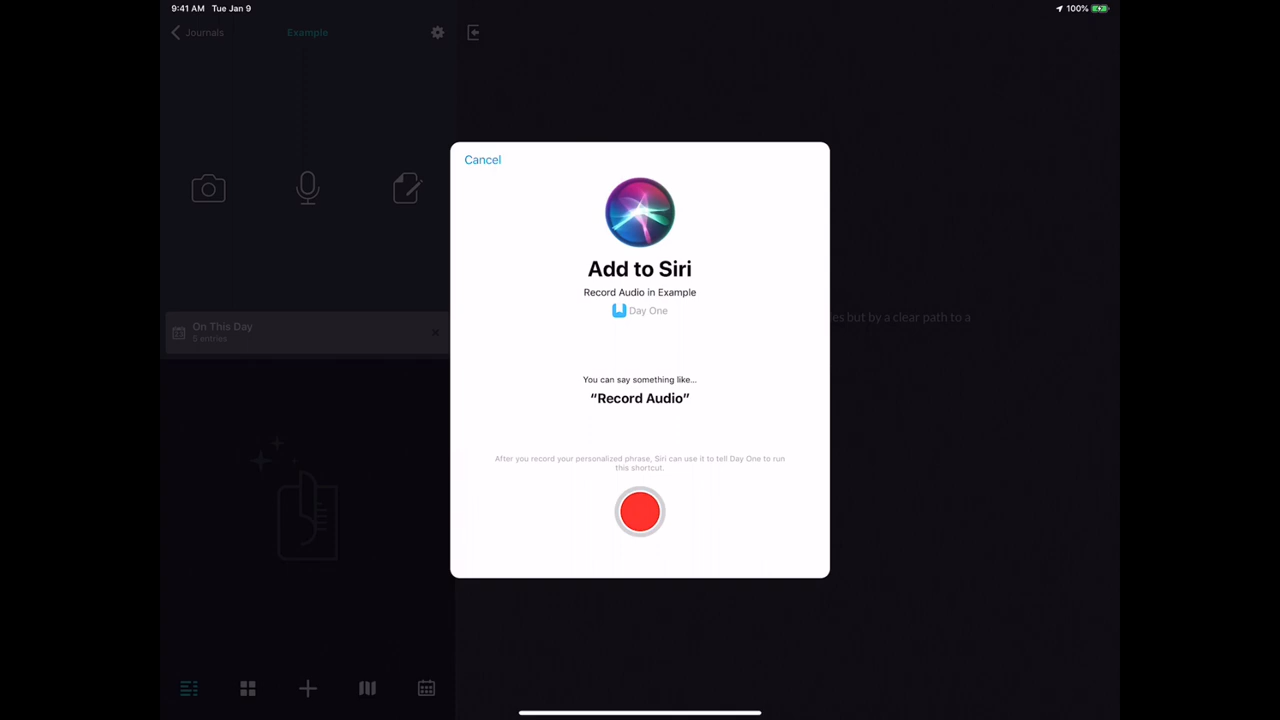 9:41 AM Tue Jan 9
100%
Journals
Example
Cancel
Add to Siri
Record Audio in Example
Day One
On This Day
5 entries
es but by a clear path to a
You can say something like...
“Record Audio”
After you record your personalized phrase, Siri can use it to tell Day One to run
this shortcut.